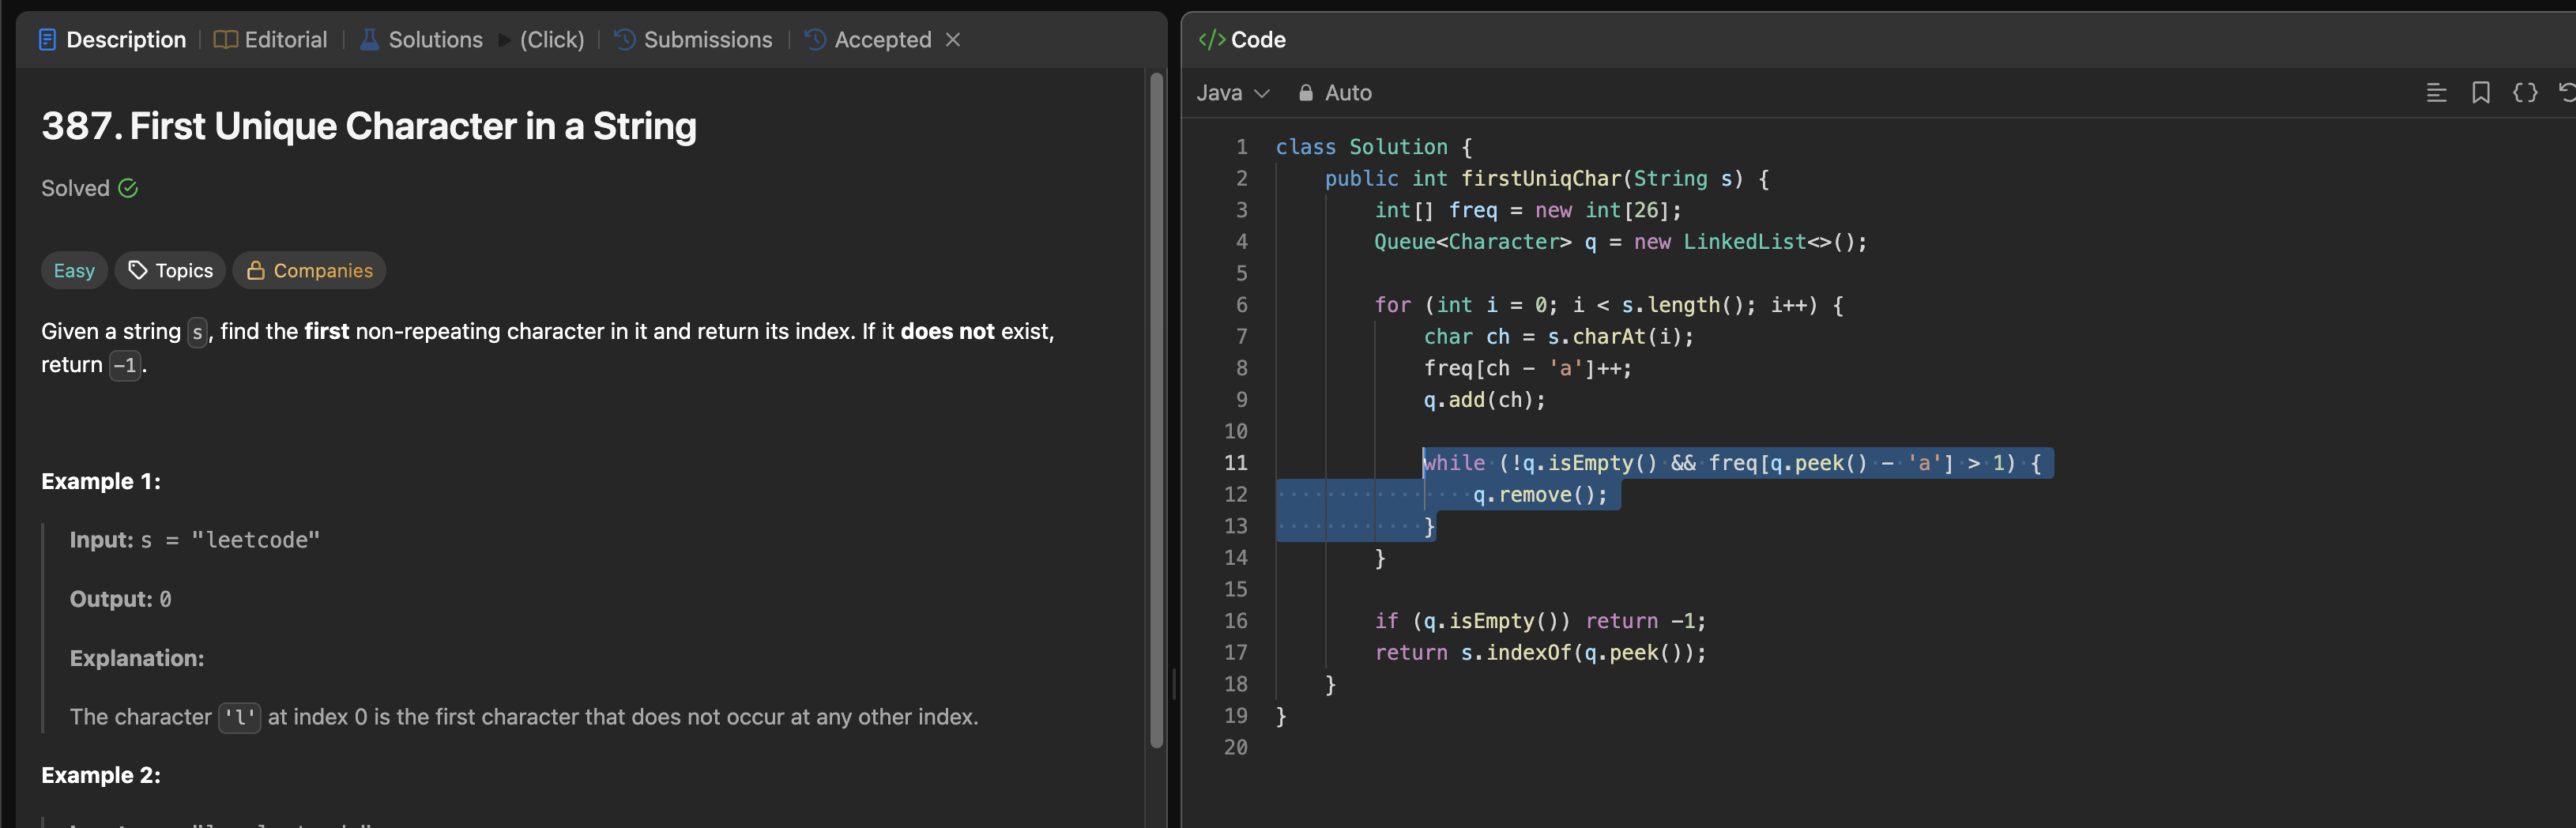 Description | Editorial | Solutions ▶ (Click) | Submissions | Accepted ×
387. First Unique Character in a String
Solved
Easy Topics Companies
Given a string s, find the first non-repeating character in it and return its index. If it does not exist,
return -1.
Example 1:
Input: s = "leetcode"
Output: 0
Explanation:
The character 'l' at index 0 is the first character that does not occur at any other index.
Example 2:
</> Code
Java Auto
1 class Solution {
2     public int firstUniqChar(String s) {
3         int[] freq = new int[26];
4         Queue<Character> q = new LinkedList<>();
5
6         for (int i = 0; i < s.length(); i++) {
7             char ch = s.charAt(i);
8             freq[ch - 'a']++;
9             q.add(ch);
10
11             while (!q.isEmpty() && freq[q.peek() - 'a'] > 1) {
12                 q.remove();
13             }
14         }
15
16         if (q.isEmpty()) return -1;
17         return s.indexOf(q.peek());
18     }
19 }
20